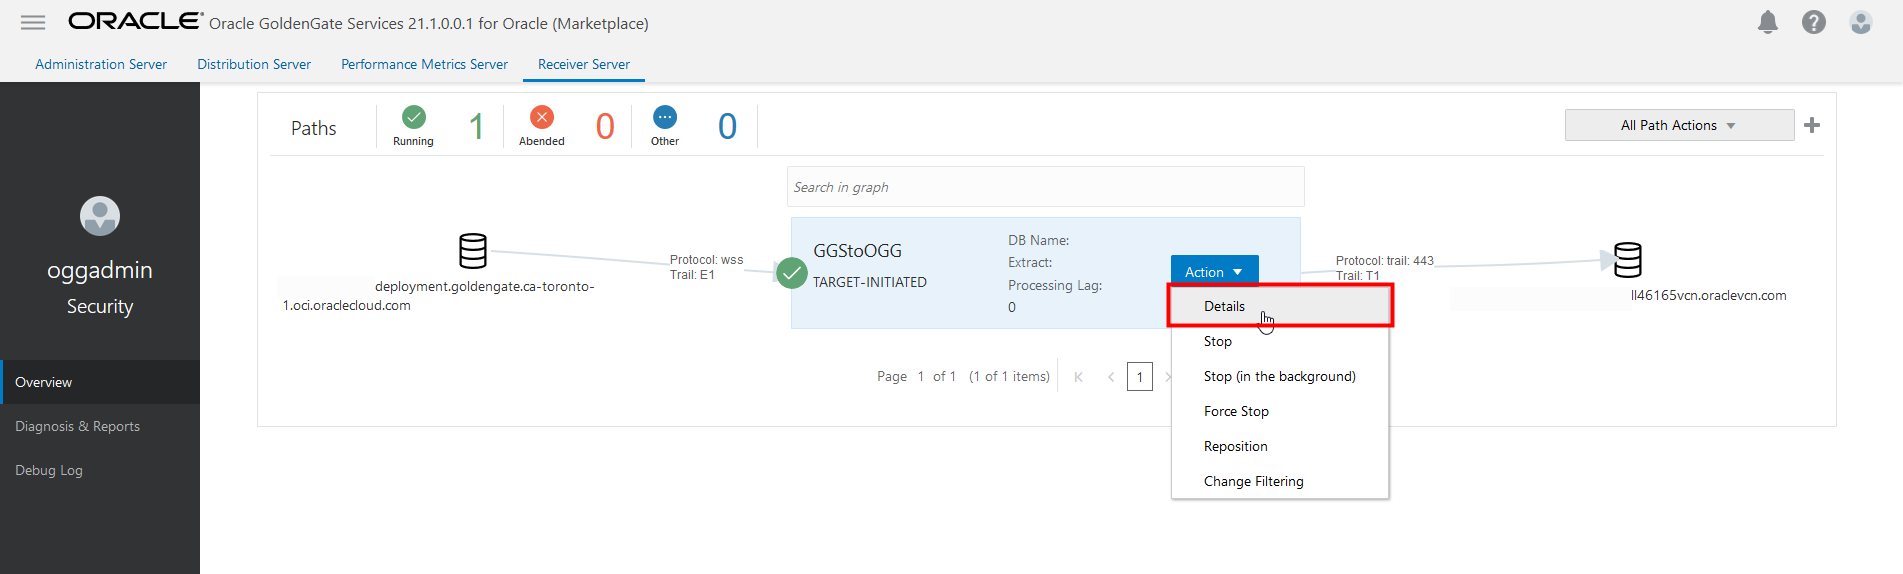 ORACLE Oracle GoldenGate Services 21.1.0.0.1 for Oracle (Marketplace)
Administration Server Distribution Server Performance Metrics Server Receiver Server
Paths
Running 1
Abended 0
Other 0
All Path Actions
Search in graph
oggadmin
Security
Overview
Diagnosis & Reports
Debug Log
deployment.goldengate.ca-toronto-
1.oci.oraclecloud.com
Protocol: wss
Trail: E1
GGStoOGG
TARGET-INITIATED
DB Name:
Extract:
Processing Lag:
0
Action
Details
Stop
Stop (in the background)
Force Stop
Reposition
Change Filtering
Protocol: trail: 443
Trail: T1
ll46165vcn.oraclevcn.com
Page 1 of 1 (1 of 1 items) 1